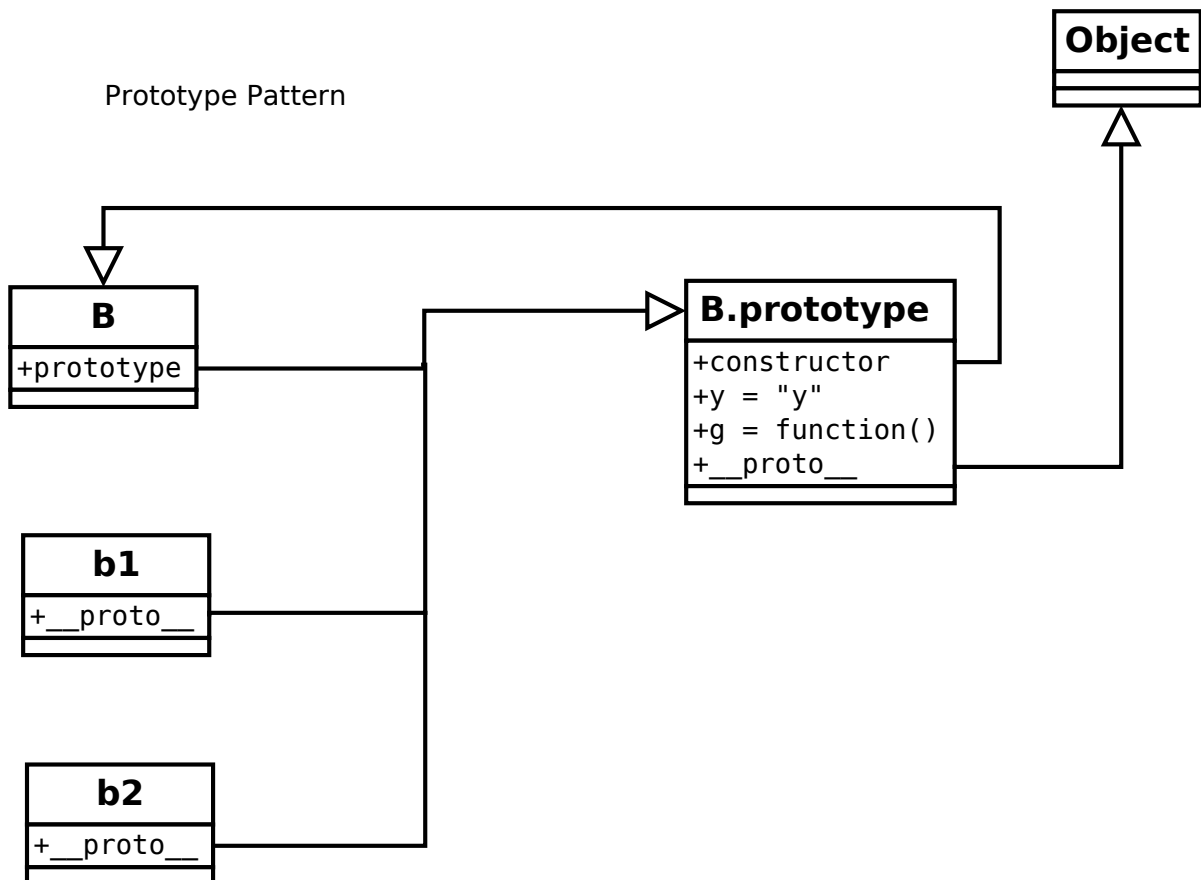 Object
Prototype Pattern
B
+prototype
B.prototype
+constructor
+y = "y"
+g = function()
+__proto__
b1
+__proto__
b2
+__proto__